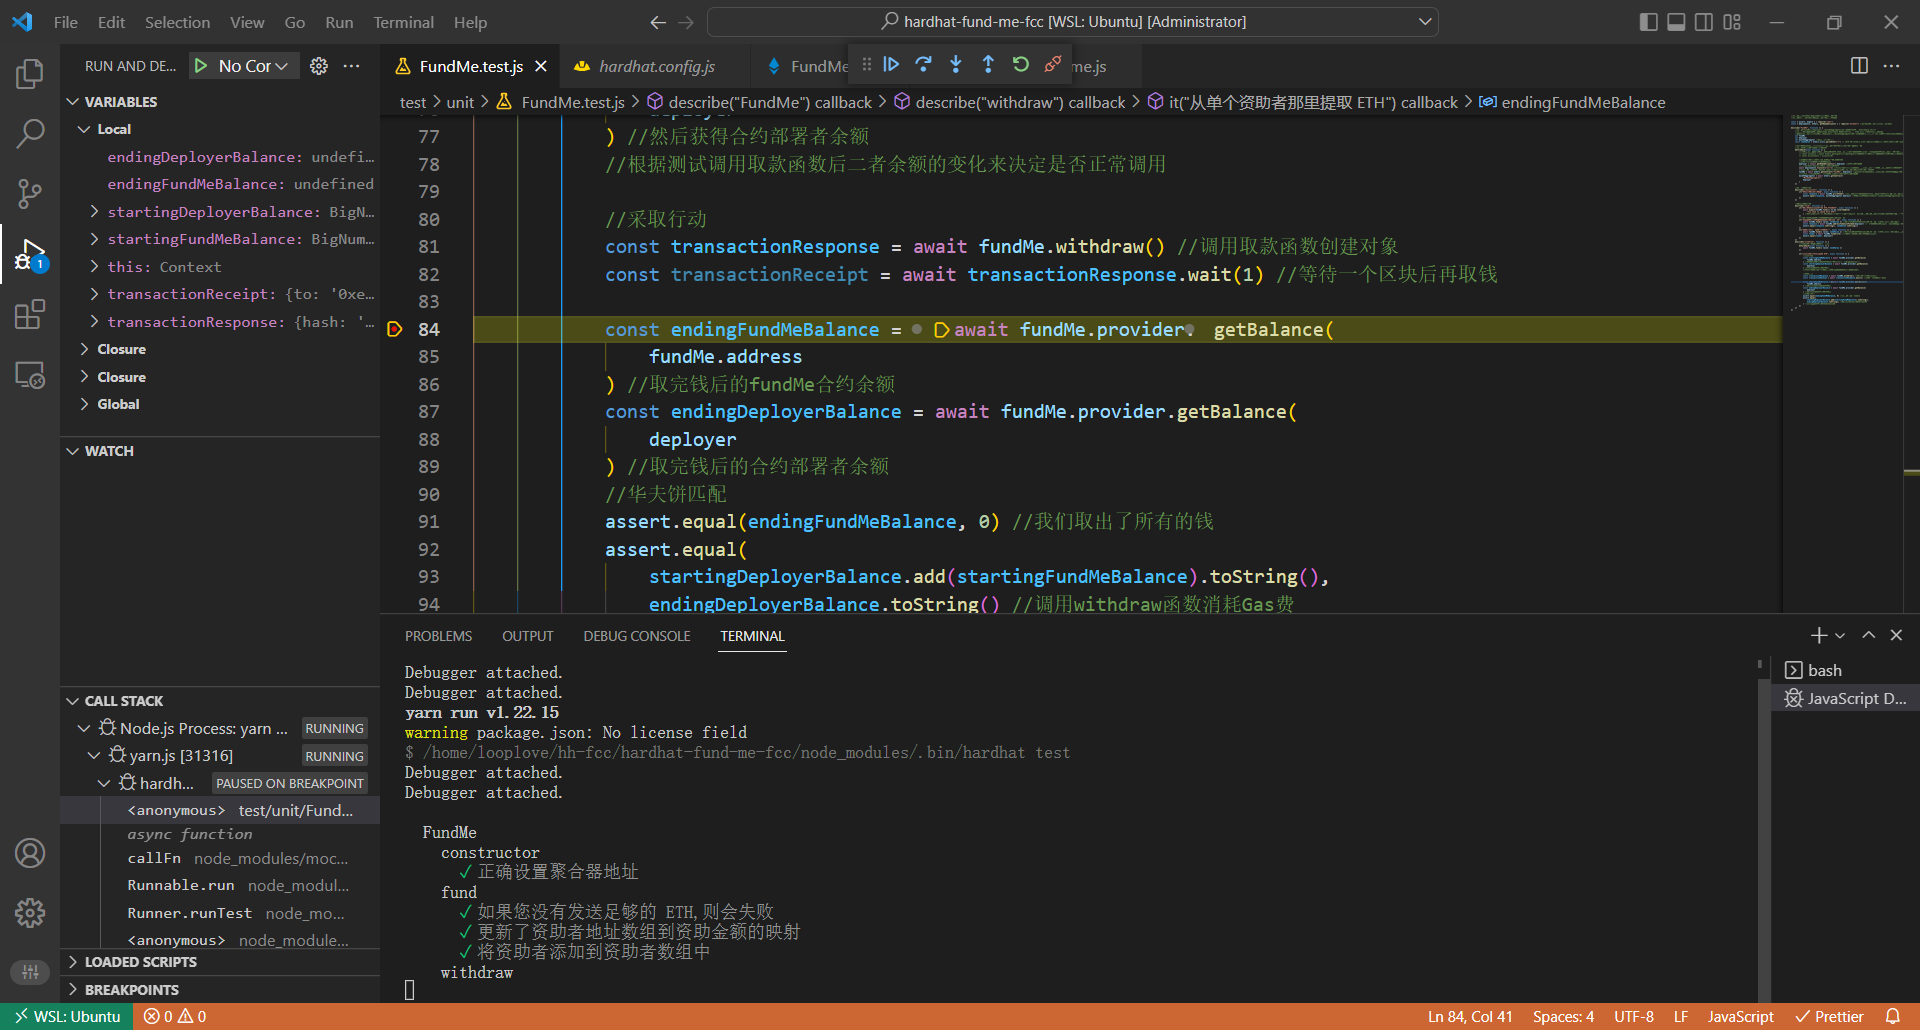 File Edit Selection View Go Run Terminal Help
hardhat-fund-me-fcc [WSL: Ubuntu] [Administrator]
RUN AND DE... No Cor
FundMe.test.js hardhat.config.js FundMe me.js
test > unit > FundMe.test.js > describe("FundMe") callback > describe("withdraw") callback > it("从单个资助者那里提取 ETH") callback > endingFundMeBalance
VARIABLES
Local
endingDeployerBalance: undefi...
endingFundMeBalance: undefined
startingDeployerBalance: BigN...
startingFundMeBalance: BigNum...
this: Context
transactionReceipt: {to: '0xe...
transactionResponse: {hash: '...
Closure
Closure
Global
WATCH
CALL STACK
Node.js Process: yarn ... RUNNING
yarn.js [31316] RUNNING
hardh... PAUSED ON BREAKPOINT
<anonymous> test/unit/Fund...
async function
callFn node_modules/moc...
Runnable.run node_modul...
Runner.runTest node_mo...
<anonymous> node_module...
LOADED SCRIPTS
BREAKPOINTS
1
77 ) //然后获得合约部署者余额
78 //根据测试调用取款函数后二者余额的变化来决定是否正常调用
79
80 //采取行动
81 const transactionResponse = await fundMe.withdraw() //调用取款函数创建对象
82 const transactionReceipt = await transactionResponse.wait(1) //等待一个区块后再取钱
83
84 const endingFundMeBalance = await fundMe.provider. getBalance(
85 fundMe.address
86 ) //取完钱后的fundMe合约余额
87 const endingDeployerBalance = await fundMe.provider.getBalance(
88 deployer
89 ) //取完钱后的合约部署者余额
90 //华夫饼匹配
91 assert.equal(endingFundMeBalance, 0) //我们取出了所有的钱
92 assert.equal(
93 startingDeployerBalance.add(startingFundMeBalance).toString(),
94 endingDeployerBalance.toString() //调用withdraw函数消耗Gas费
PROBLEMS OUTPUT DEBUG CONSOLE TERMINAL
Debugger attached.
Debugger attached.
yarn run v1.22.15
warning package.json: No license field
$ /home/looplove/hh-fcc/hardhat-fund-me-fcc/node_modules/.bin/hardhat test
Debugger attached.
Debugger attached.
FundMe
constructor
✓ 正确设置聚合器地址
fund
✓ 如果您没有发送足够的 ETH,则会失败
✓ 更新了资助者地址数组到资助金额的映射
✓ 将资助者添加到资助者数组中
withdraw
bash
JavaScript D...
WSL: Ubuntu 0 0
Ln 84, Col 41 Spaces: 4 UTF-8 LF JavaScript Prettier